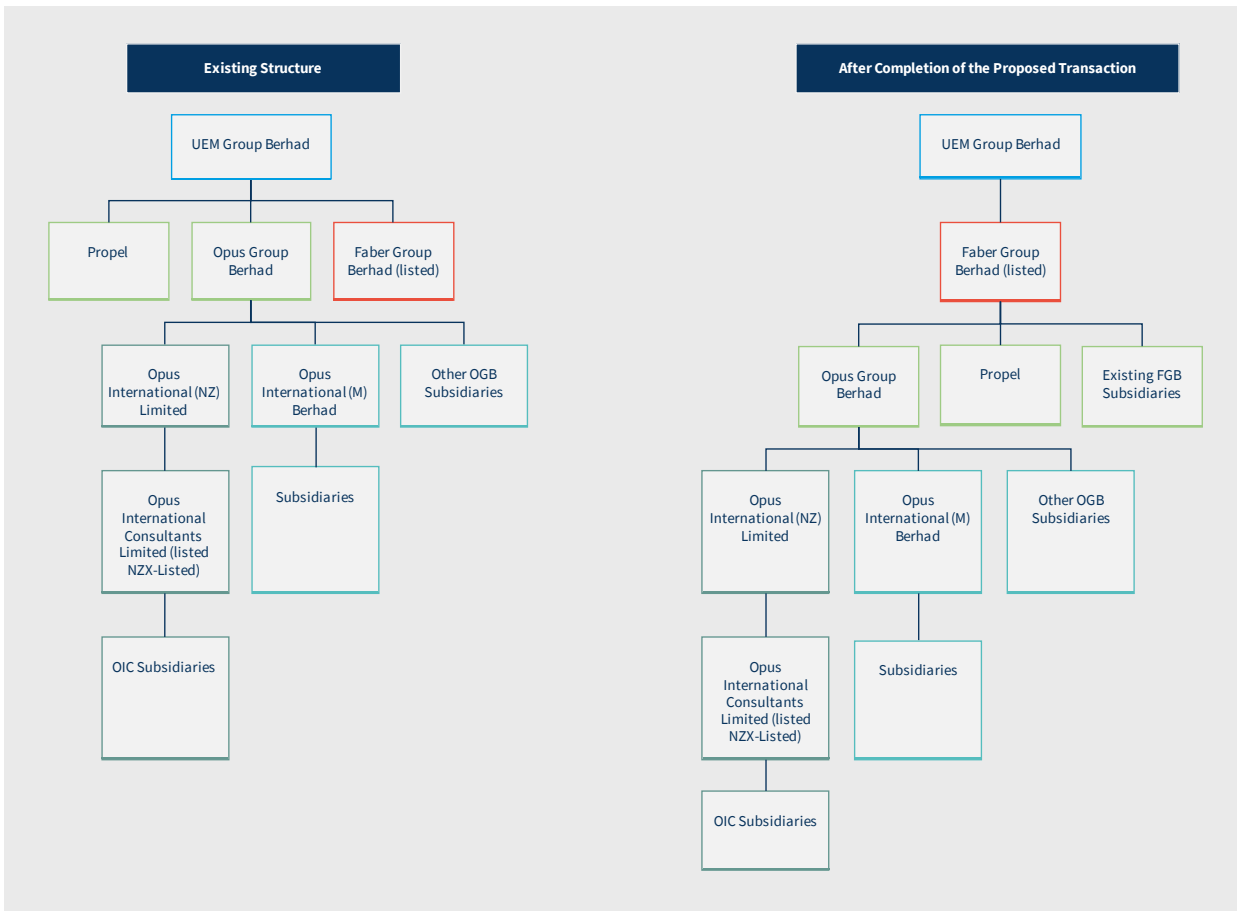 Existing Structure
UEM Group Berhad
Propel
Opus Group
Berhad
Faber Group
Berhad (listed)
Opus
International (NZ)
Limited
Opus
International (M)
Berhad
Other OGB
Subsidiaries
Opus
International
Consultants
Limited (listed
NZX-Listed)
Subsidiaries
OIC Subsidiaries
After Completion of the Proposed Transaction
UEM Group Berhad
Faber Group
Berhad (listed)
Opus Group
Berhad
Propel
Existing FGB
Subsidiaries
Opus
International (NZ)
Limited
Opus
International (M)
Berhad
Other OGB
Subsidiaries
Opus
International
Consultants
Limited (listed
NZX-Listed)
Subsidiaries
OIC Subsidiaries